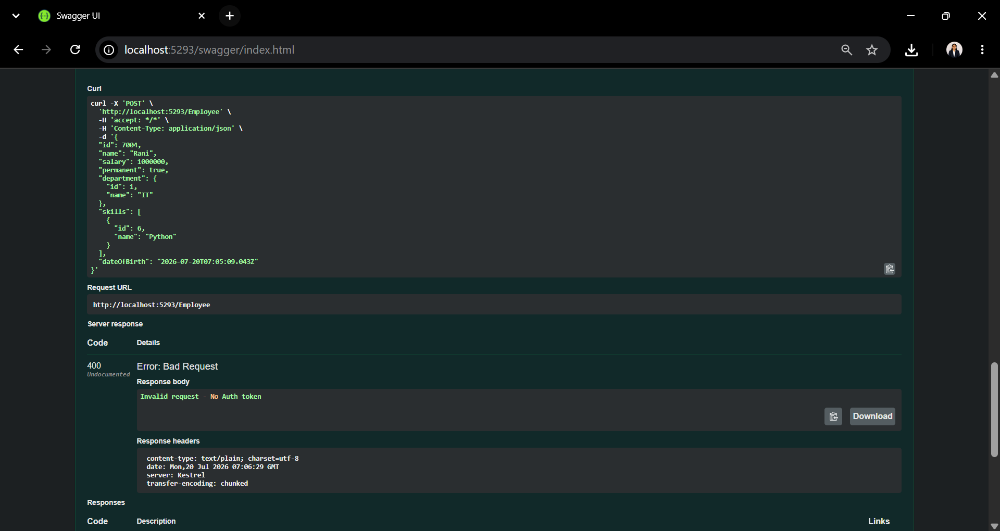 Swagger UI
localhost:5293/swagger/index.html
Curl
curl -X 'POST' \
  'http://localhost:5293/Employee' \
  -H 'accept: */*' \
  -H 'Content-Type: application/json' \
  -d '{
  "id": 7004,
  "name": "Rani",
  "salary": 1000000,
  "permanent": true,
  "department": {
    "id": 1,
    "name": "IT"
  },
  "skills": [
    {
      "id": 6,
      "name": "Python"
    }
  ],
  "dateOfBirth": "2026-07-20T07:05:09.043Z"
}'
Request URL
http://localhost:5293/Employee
Server response
Code Details
400 Error: Bad Request
Undocumented
Response body
Invalid request - No Auth token
Download
Response headers
content-type: text/plain; charset=utf-8
date: Mon,20 Jul 2026 07:06:29 GMT
server: Kestrel
transfer-encoding: chunked
Responses
Code Description Links